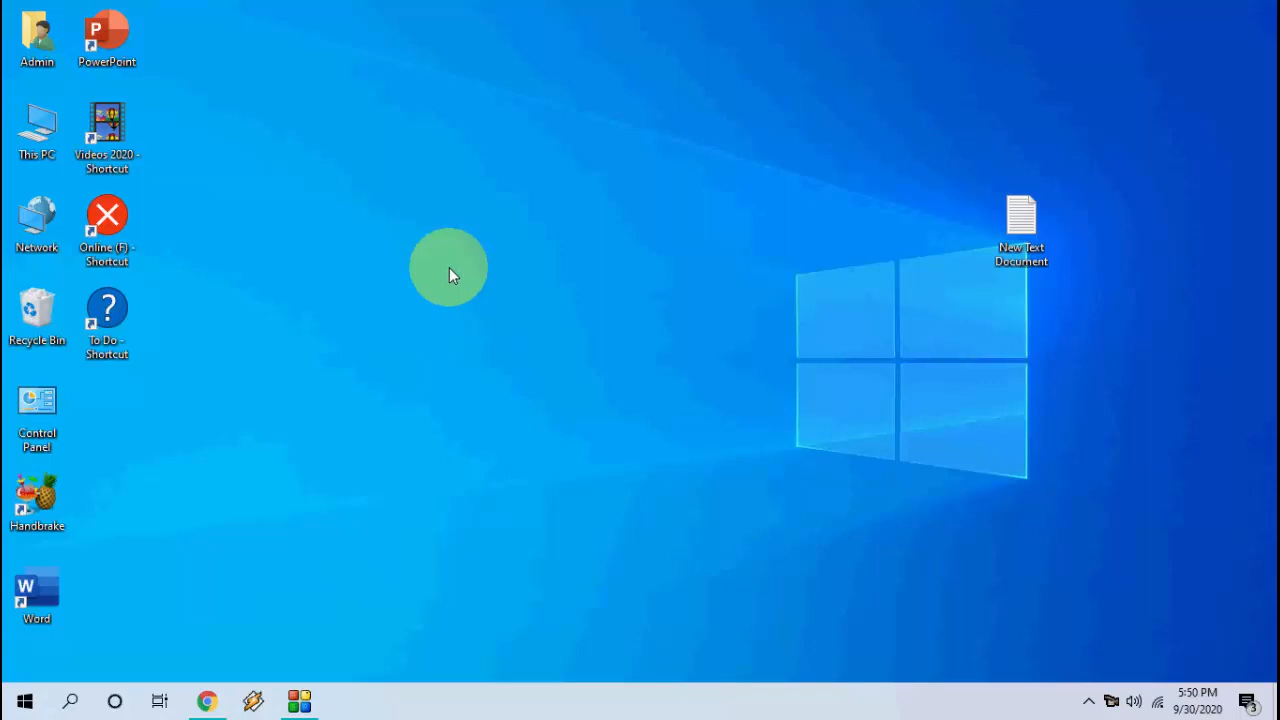 Admin
PowerPoint
This PC
Videos 2020 -
Shortcut
Network
Online (F) -
Shortcut
New Text
Document
Recycle Bin
To Do -
Shortcut
Control
Panel
Handbrake
W
Word
5:50 PM
9/30/2020
3